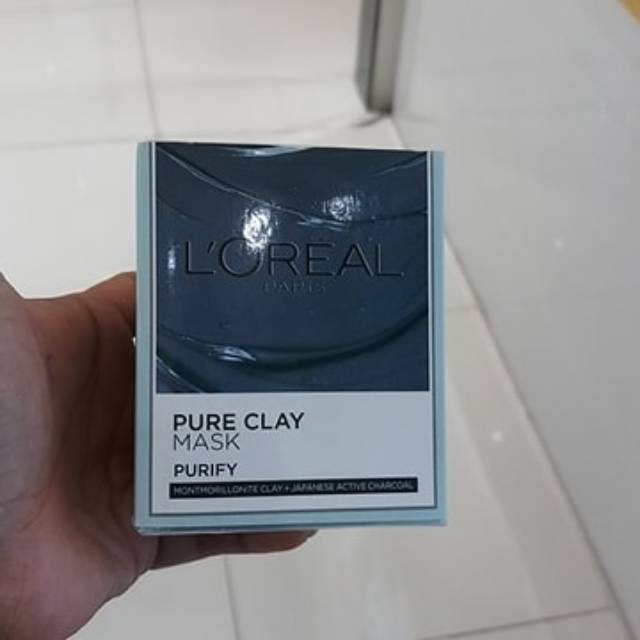 L'ORÉAL
PARIS
PURE CLAY
MASK
PURIFY
MONTMORILLONITE CLAY + JAPANESE ACTIVE CHARCOAL